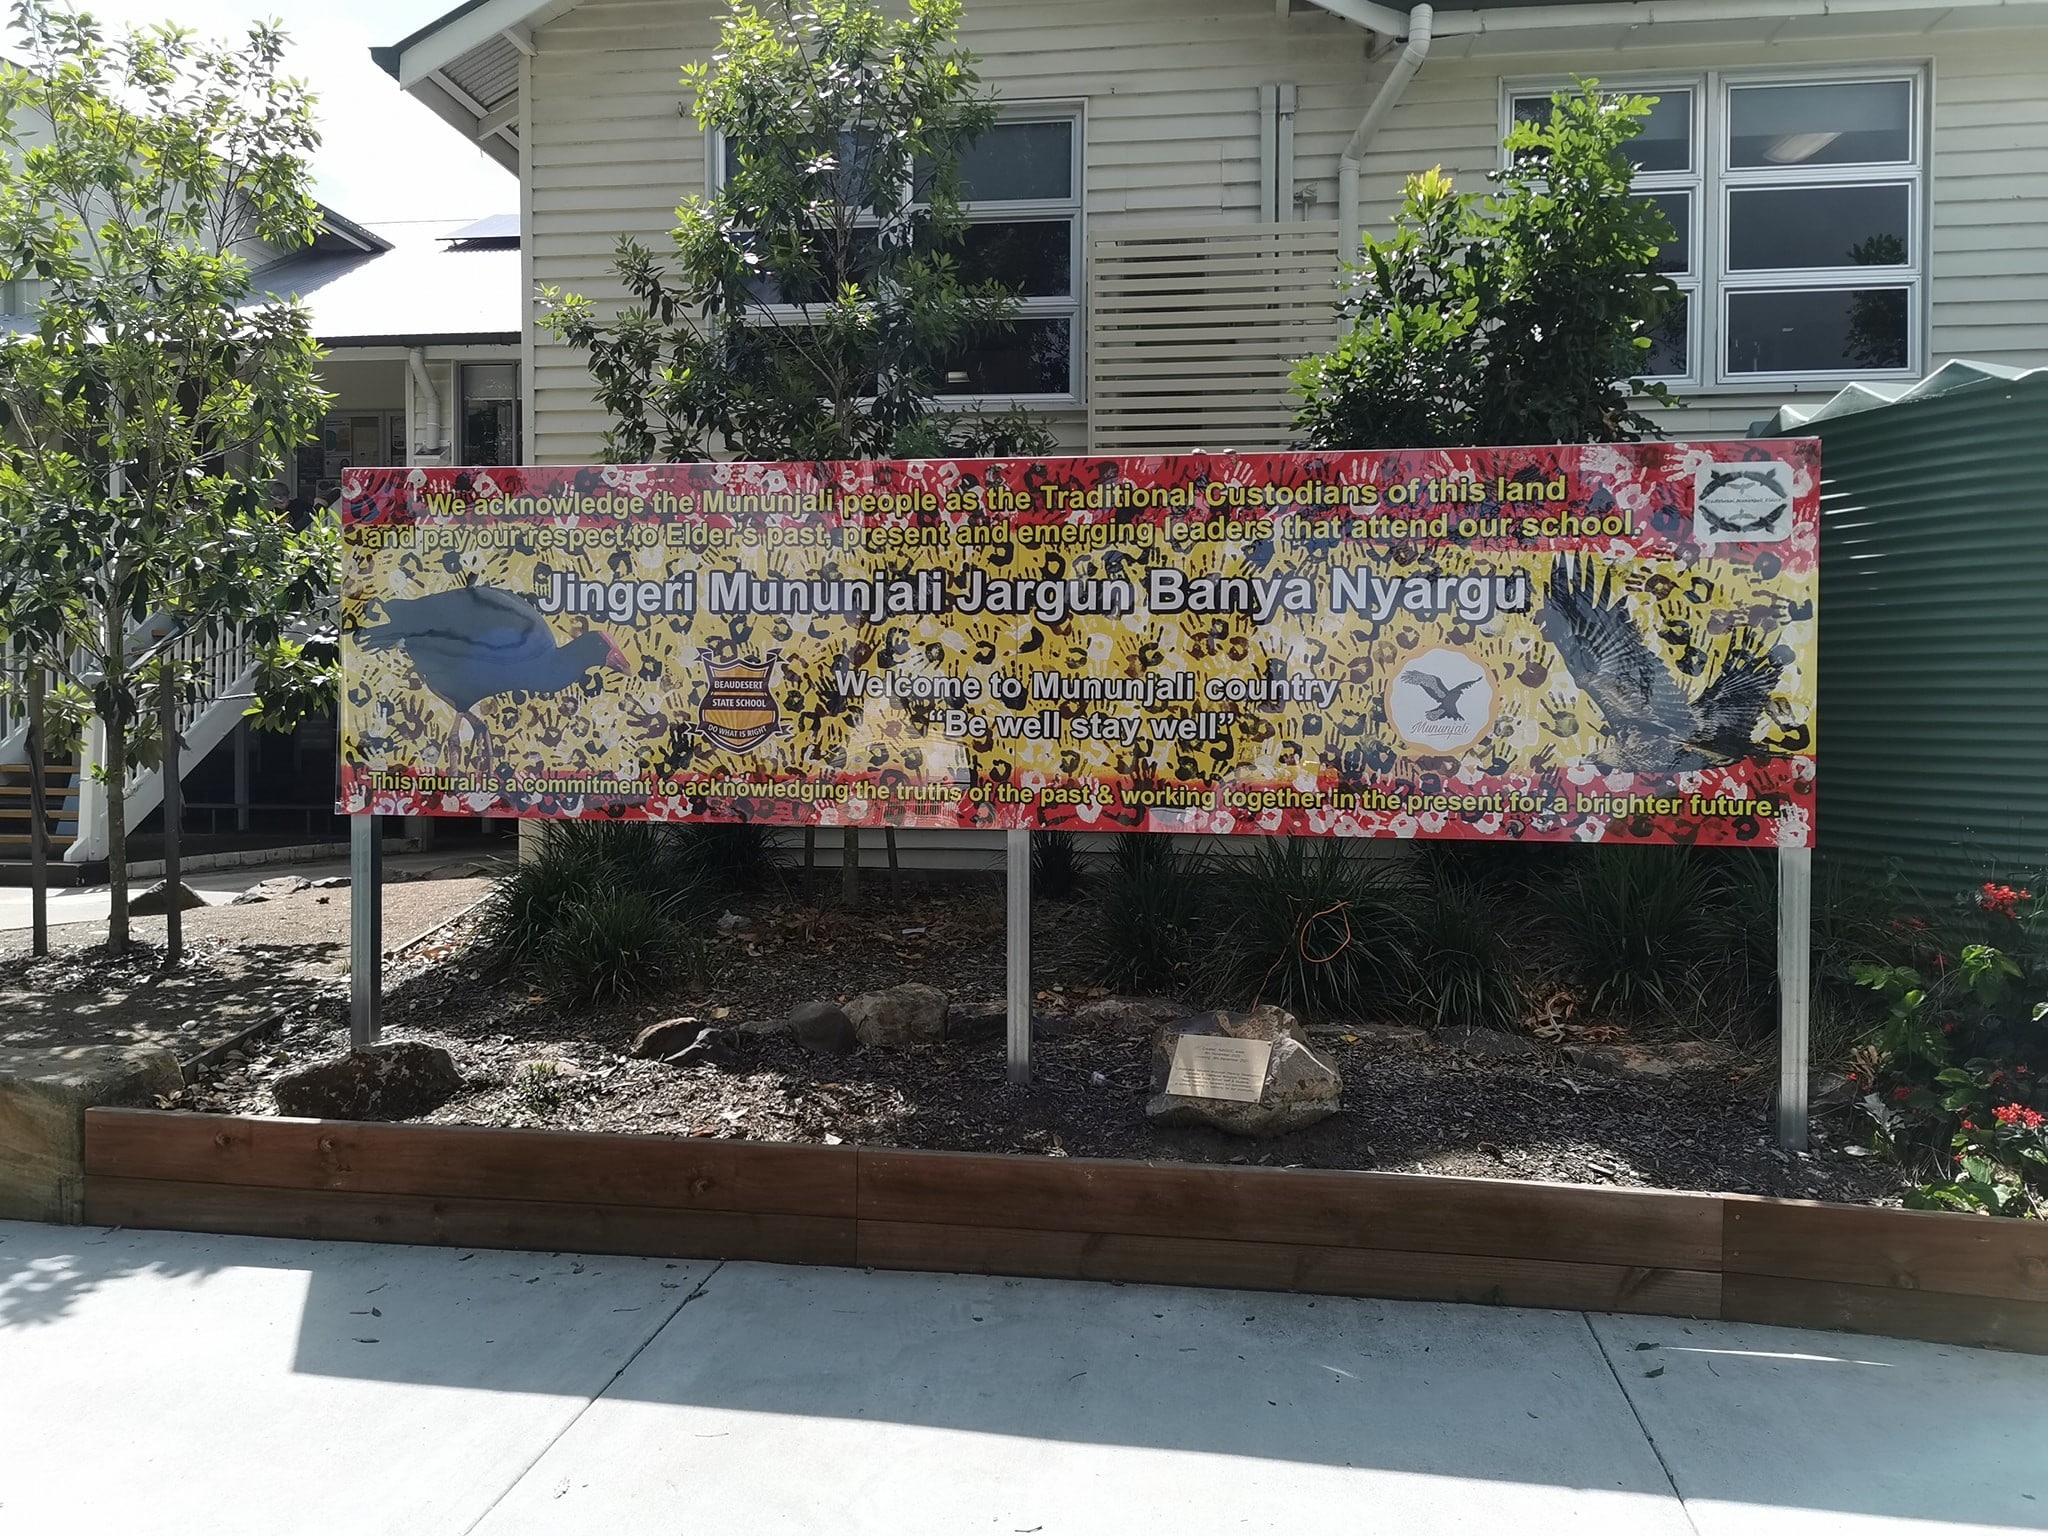 We acknowledge the Mununjali people as the Traditional Custodians of this land
and pay our respect to Elder's past, present and emerging leaders that attend our school.
Traditional Mununjali Elders
Jingeri Mununjali Jargun Banya Nyargu
BEAUDESERT
STATE SCHOOL
DO WHAT IS RIGHT
Welcome to Mununjali country
"Be well stay well"
Mununjali
This mural is a commitment to acknowledging the truths of the past & working together in the present for a brighter future.